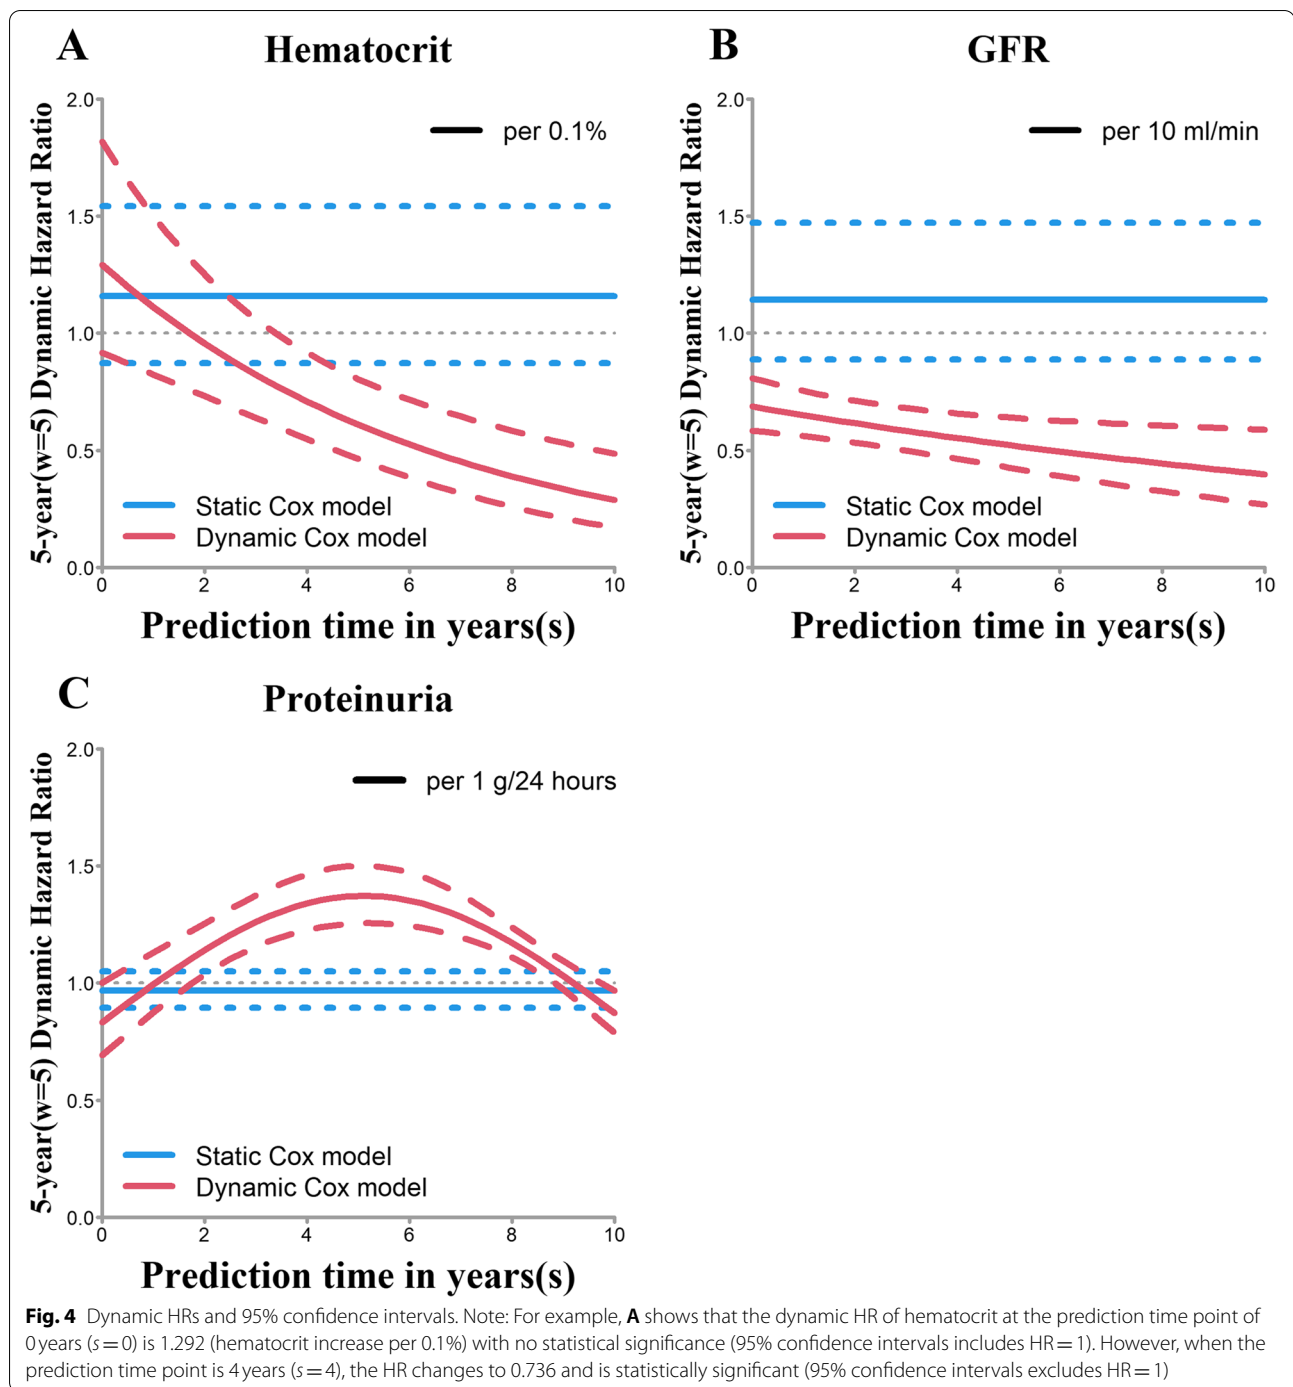 A
Hematocrit
5-year(w=5) Dynamic Hazard Ratio
2.0
1.5
1.0
0.5
0.0
per 0.1%
Static Cox model
Dynamic Cox model
0 2 4 6 8 10
Prediction time in years(s)
B
GFR
5-year(w=5) Dynamic Hazard Ratio
2.0
1.5
1.0
0.5
0.0
per 10 ml/min
Static Cox model
Dynamic Cox model
0 2 4 6 8 10
Prediction time in years(s)
C
Proteinuria
5-year(w=5) Dynamic Hazard Ratio
2.0
1.5
1.0
0.5
0.0
per 1 g/24 hours
Static Cox model
Dynamic Cox model
0 2 4 6 8 10
Prediction time in years(s)
Fig. 4 Dynamic HRs and 95% confidence intervals. Note: For example, A shows that the dynamic HR of hematocrit at the prediction time point of
0 years (s = 0) is 1.292 (hematocrit increase per 0.1%) with no statistical significance (95% confidence intervals includes HR = 1). However, when the
prediction time point is 4 years (s = 4), the HR changes to 0.736 and is statistically significant (95% confidence intervals excludes HR = 1)